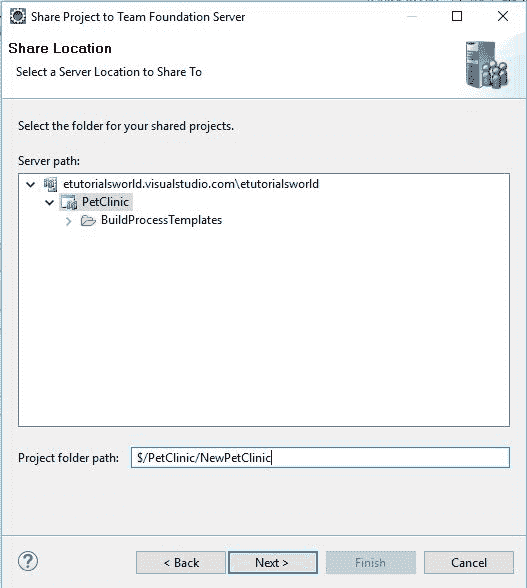 Share Project to Team Foundation Server
Share Location
Select a Server Location to Share To
Select the folder for your shared projects.
Server path:
etutorialsworld.visualstudio.com\etutorialsworld
PetClinic
BuildProcessTemplates
Project folder path: $/PetClinic/NewPetClinic
? < Back Next > Finish Cancel